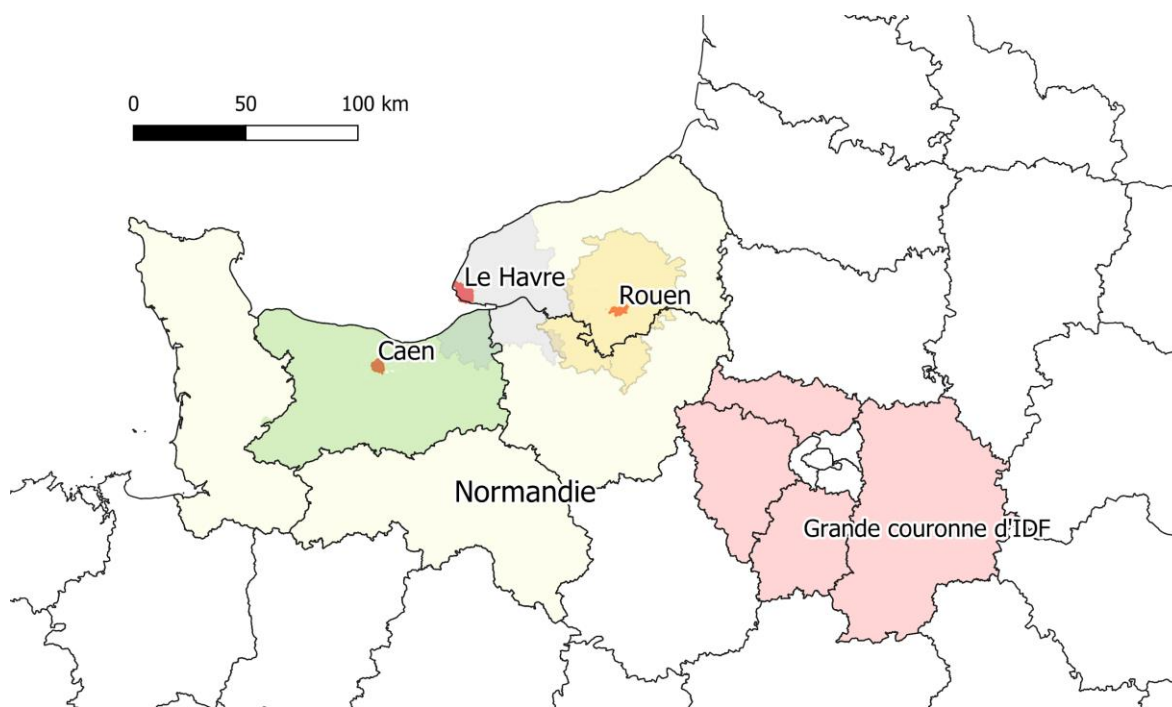 0 50 100 km
Le Havre
Rouen
Caen
Normandie
Grande couronne d'IDF